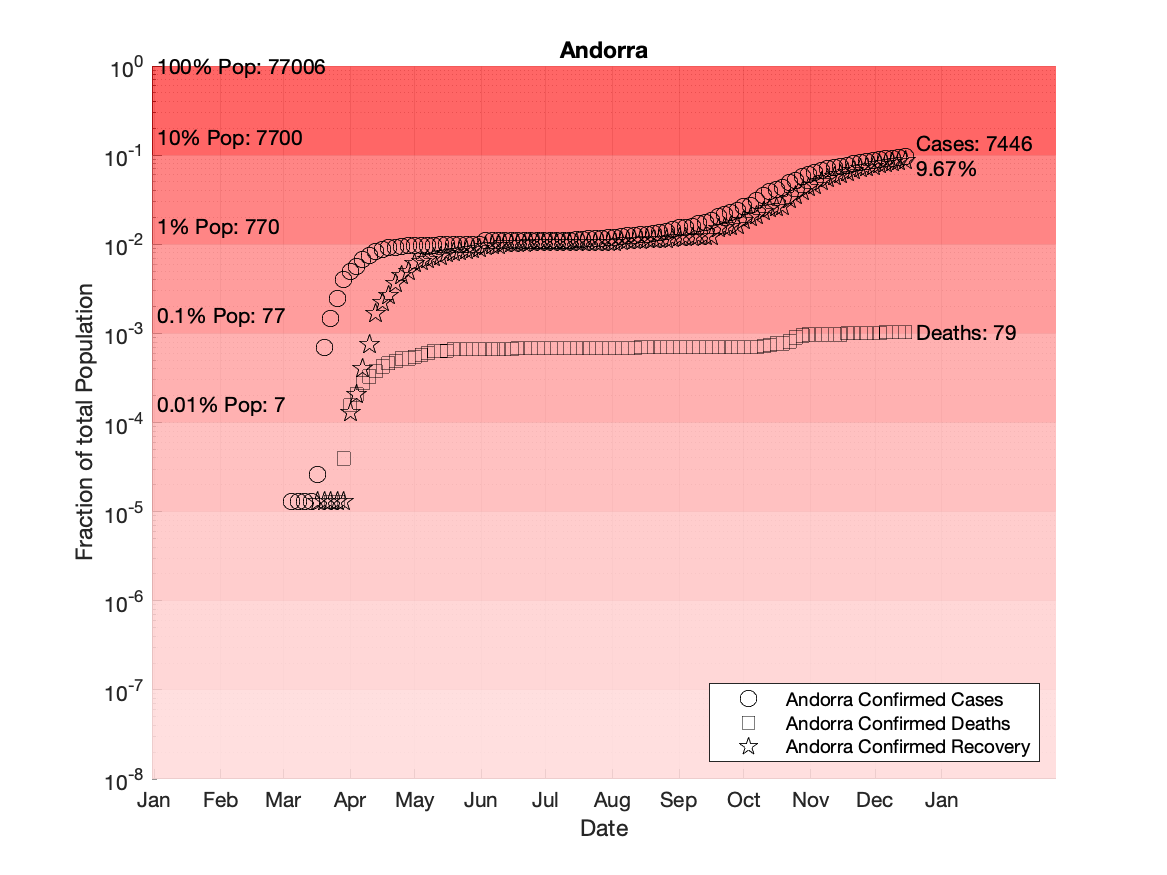 Andorra
10^0
100% Pop: 77006
10% Pop: 7700
10^-1
Cases: 7446
9.67%
1% Pop: 770
10^-2
0.1% Pop: 77
10^-3
Deaths: 79
0.01% Pop: 7
10^-4
10^-5
10^-6
10^-7
10^-8
Fraction of total Population
Andorra Confirmed Cases
Andorra Confirmed Deaths
Andorra Confirmed Recovery
Jan Feb Mar Apr May Jun Jul Aug Sep Oct Nov Dec Jan
Date